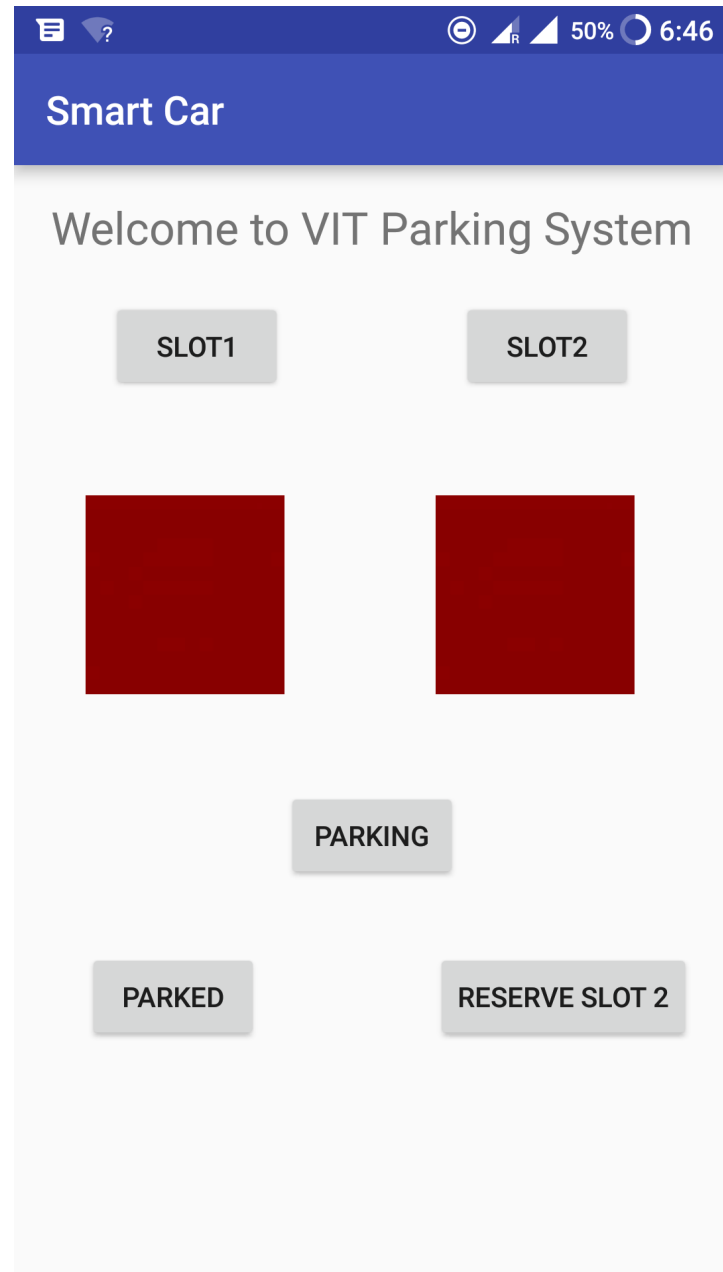 R 50% 6:46
Smart Car
Welcome to VIT Parking System
SLOT1 SLOT2
PARKING
PARKED RESERVE SLOT 2